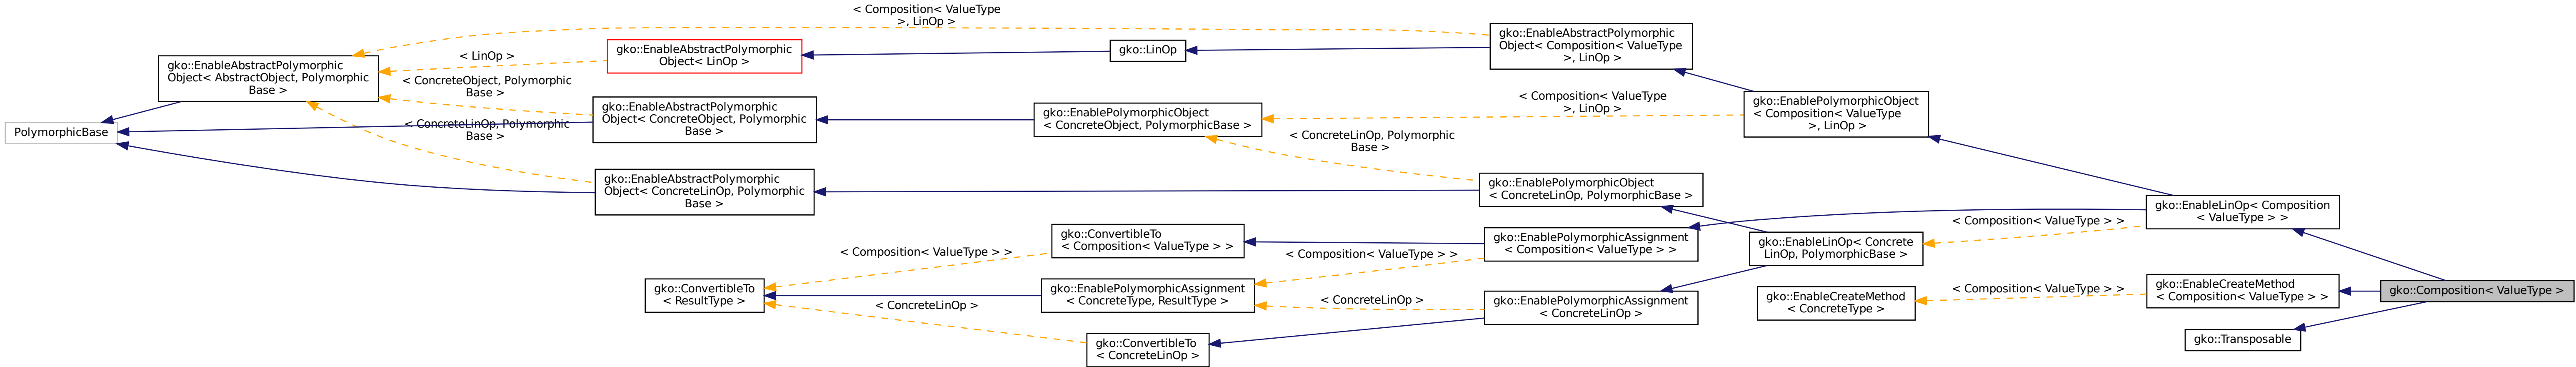 < Composition< ValueType
>, LinOp >
gko::EnableAbstractPolymorphic
Object< Composition< ValueType
>, LinOp >
< LinOp >
gko::EnableAbstractPolymorphic
Object< LinOp >
gko::LinOp
gko::EnableAbstractPolymorphic
Object< AbstractObject, Polymorphic
Base >
< ConcreteObject, Polymorphic
Base >
gko::EnableAbstractPolymorphic
Object< ConcreteObject, Polymorphic
Base >
gko::EnablePolymorphicObject
< ConcreteObject, PolymorphicBase >
< Composition< ValueType
>, LinOp >
gko::EnablePolymorphicObject
< Composition< ValueType
>, LinOp >
PolymorphicBase
< ConcreteLinOp, Polymorphic
Base >
< ConcreteLinOp, Polymorphic
Base >
gko::EnableAbstractPolymorphic
Object< ConcreteLinOp, Polymorphic
Base >
gko::EnablePolymorphicObject
< ConcreteLinOp, PolymorphicBase >
gko::EnableLinOp< Composition
< ValueType > >
< Composition< ValueType > >
gko::ConvertibleTo
< Composition< ValueType > >
gko::EnablePolymorphicAssignment
< Composition< ValueType > >
gko::EnableLinOp< Concrete
LinOp, PolymorphicBase >
< Composition< ValueType > >
< Composition< ValueType > >
gko::ConvertibleTo
< ResultType >
gko::EnablePolymorphicAssignment
< ConcreteType, ResultType >
< ConcreteLinOp >
< ConcreteLinOp >
gko::EnablePolymorphicAssignment
< ConcreteLinOp >
gko::EnableCreateMethod
< ConcreteType >
< Composition< ValueType > >
gko::EnableCreateMethod
< Composition< ValueType > >
gko::Composition< ValueType >
gko::ConvertibleTo
< ConcreteLinOp >
gko::Transposable